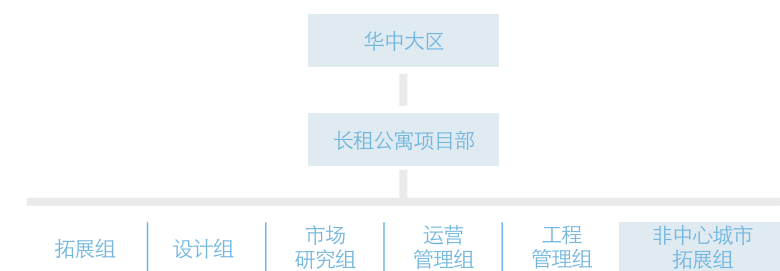 华中大区
长租公寓项目部
拓展组
设计组
市场
研究组
运营
管理组
工程
管理组
非中心城市
拓展组